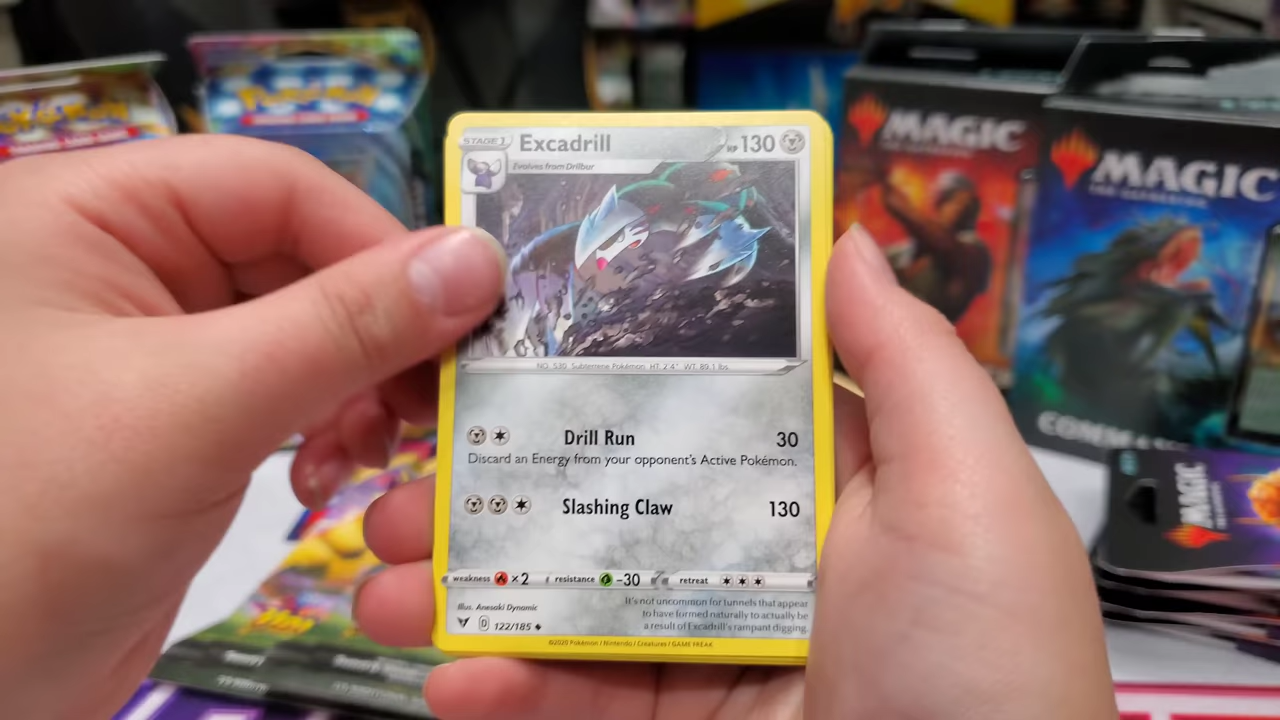 Pokémon
MAGIC
MAGIC
STAGE 1
Excadrill
HP 130
Evolves from Drilbur
NO. 530 Subterrene Pokémon HT: 2'4" WT: 89.1 lbs.
Drill Run 30
Discard an Energy from your opponent's Active Pokémon.
Slashing Claw 130
weakness ×2 resistance -30 retreat
Illus. Anesaki Dynamic
It's not uncommon for tunnels that appear
to have formed naturally to actually be
a result of Excadrill's rampant digging.
D 122/185
©2020 Pokémon / Nintendo / Creatures / GAME FREAK
MAGIC